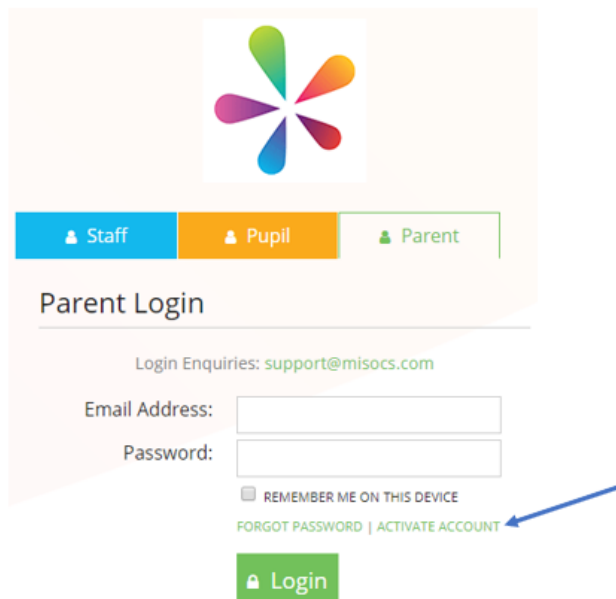 Staff Pupil Parent
Parent Login
Login Enquiries: support@misocs.com
Email Address:
Password:
REMEMBER ME ON THIS DEVICE
FORGOT PASSWORD | ACTIVATE ACCOUNT
Login